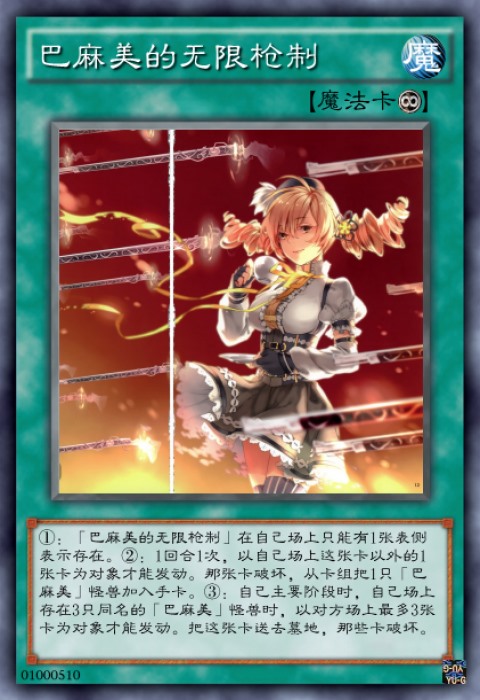 巴麻美的无限枪制
魔
【魔法卡♾】
①：「巴麻美的无限枪制」在自己场上只能有1张表侧
表示存在。②：1回合1次，以自己场上这张卡以外的1
张卡为对象才能发动。那张卡破坏，从卡组把1只「巴
麻美」怪兽加入手卡。③：自己主要阶段时，自己场上
存在3只同名的「巴麻美」怪兽时，以对方场上最多3张
卡为对象才能发动。把这张卡送去墓地，那些卡破坏。
01000510